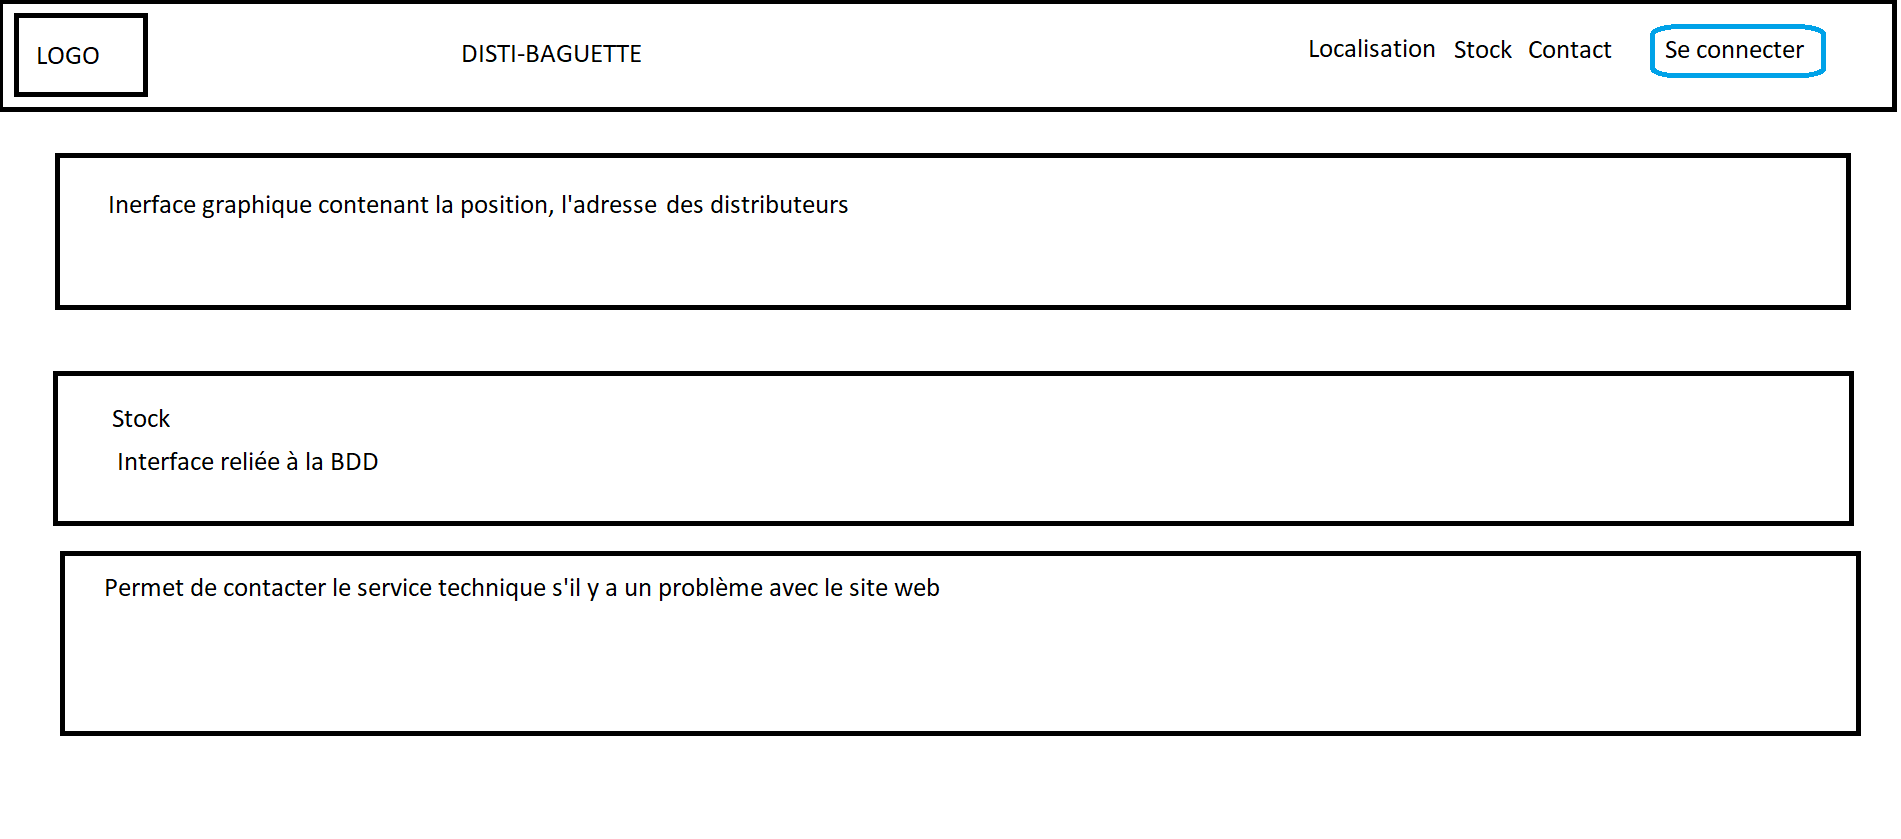 LOGO
DISTI-BAGUETTE
Localisation Stock Contact Se connecter
Inerface graphique contenant la position, l'adresse des distributeurs
Stock
Interface reliée à la BDD
Permet de contacter le service technique s'il y a un problème avec le site web